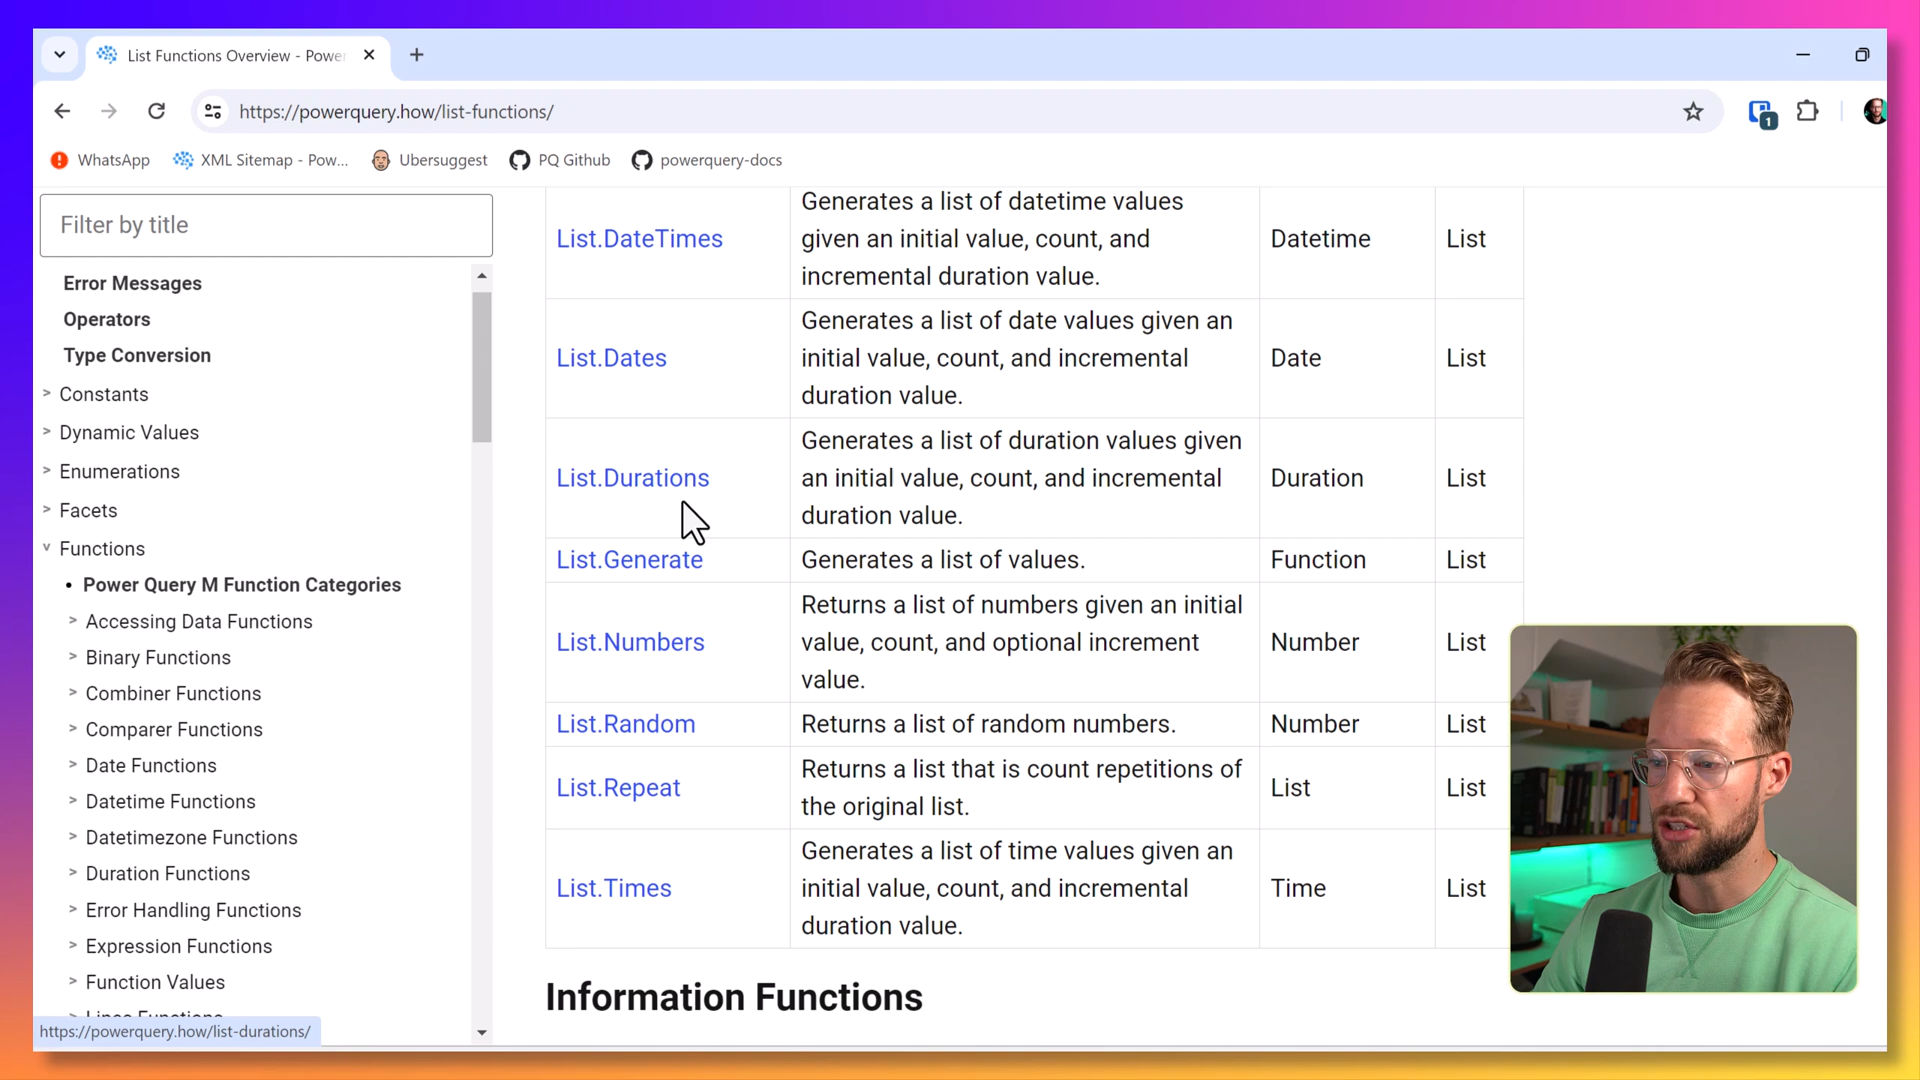 List Functions Overview - Powe
https://powerquery.how/list-functions/
1
WhatsApp
XML Sitemap - Pow...
Ubersuggest
PQ Github
powerquery-docs
Filter by title
Error Messages
Operators
Type Conversion
> Constants
> Dynamic Values
> Enumerations
> Facets
v Functions
• Power Query M Function Categories
> Accessing Data Functions
> Binary Functions
> Combiner Functions
> Comparer Functions
> Date Functions
> Datetime Functions
> Datetimezone Functions
> Duration Functions
> Error Handling Functions
> Expression Functions
> Function Values
https://powerquery.how/list-durations/
List.DateTimes
Generates a list of datetime values
given an initial value, count, and
incremental duration value.
Datetime
List
List.Dates
Generates a list of date values given an
initial value, count, and incremental
duration value.
Date
List
List.Durations
Generates a list of duration values given
an initial value, count, and incremental
duration value.
Duration
List
List.Generate
Generates a list of values.
Function
List
List.Numbers
Returns a list of numbers given an initial
value, count, and optional increment
value.
Number
List
List.Random
Returns a list of random numbers.
Number
List
List.Repeat
Returns a list that is count repetitions of
the original list.
List
List
List.Times
Generates a list of time values given an
initial value, count, and incremental
duration value.
Time
List
Information Functions